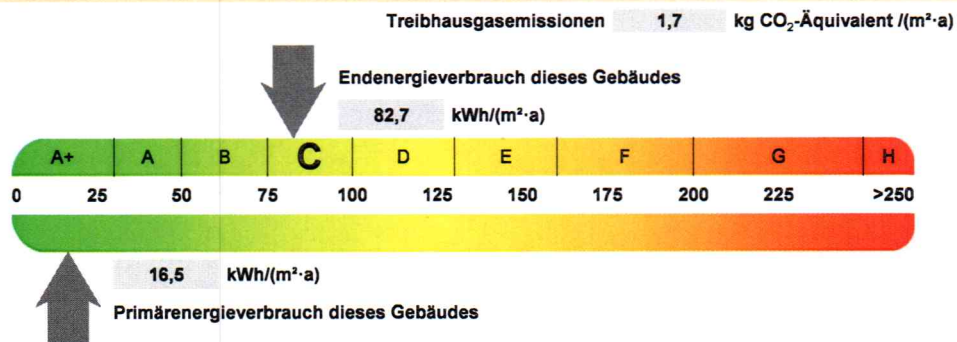 Treibhausgasemissionen 1,7 kg CO₂-Äquivalent /(m²·a)
Endenergieverbrauch dieses Gebäudes
82,7 kWh/(m²·a)
A+ A B C D E F G H
0 25 50 75 100 125 150 175 200 225 >250
16,5 kWh/(m²·a)
Primärenergieverbrauch dieses Gebäudes